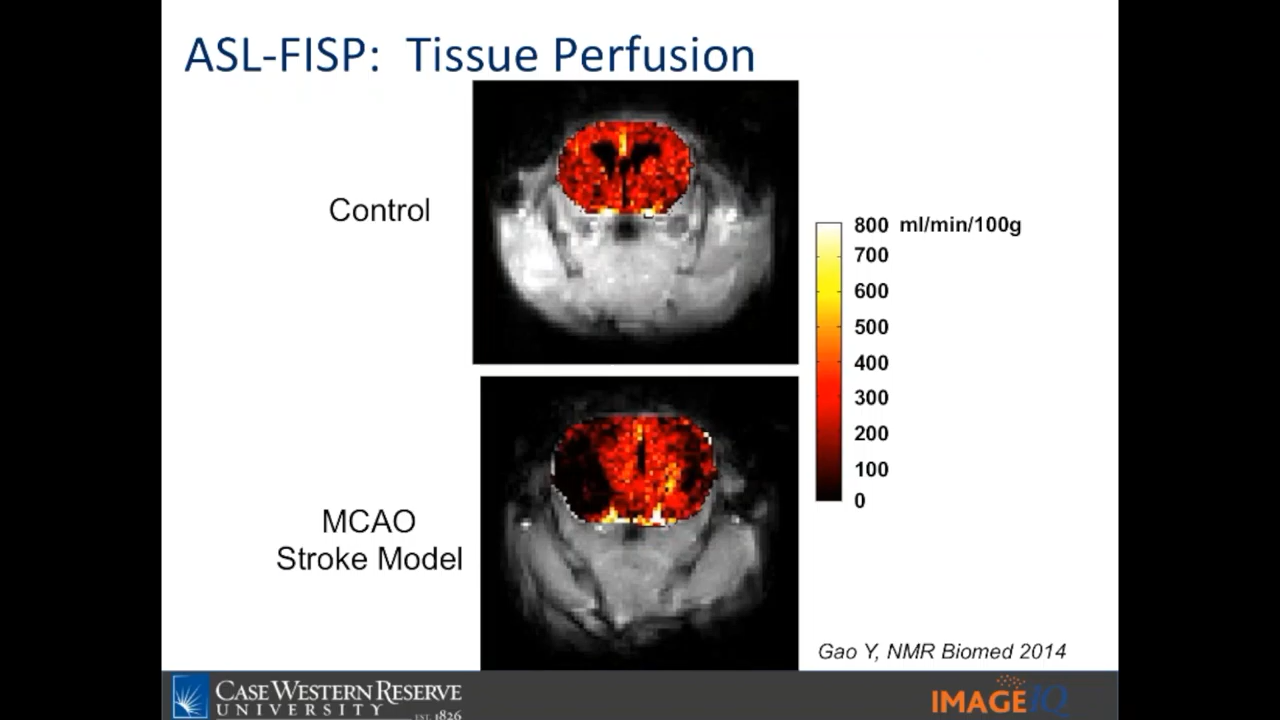 ASL-FISP: Tissue Perfusion
Control
800 ml/min/100g
700
600
500
400
300
200
100
0
MCAO
Stroke Model
Gao Y, NMR Biomed 2014
CASE WESTERN RESERVE
UNIVERSITY EST. 1826
IMAGEIQ